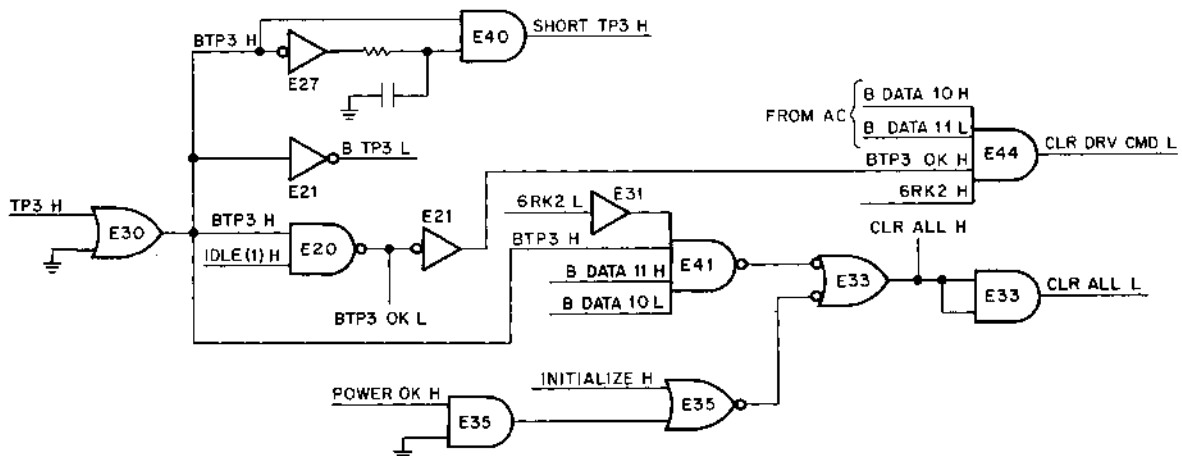 BTP3 H
E27
E40
SHORT TP3 H
E21
B TP3 L
TP3 H
E30
BTP3 H
IDLE(1) H
E20
BTP3 OK L
E21
FROM AC
B DATA 10 H
B DATA 11 L
BTP3 OK H
6RK2 H
E44
CLR DRV CMD L
6RK2 L
E31
BTP3 H
B DATA 11 H
B DATA 10 L
E41
E33
CLR ALL H
E33
CLR ALL L
INITIALIZE H
POWER OK H
E35
E35